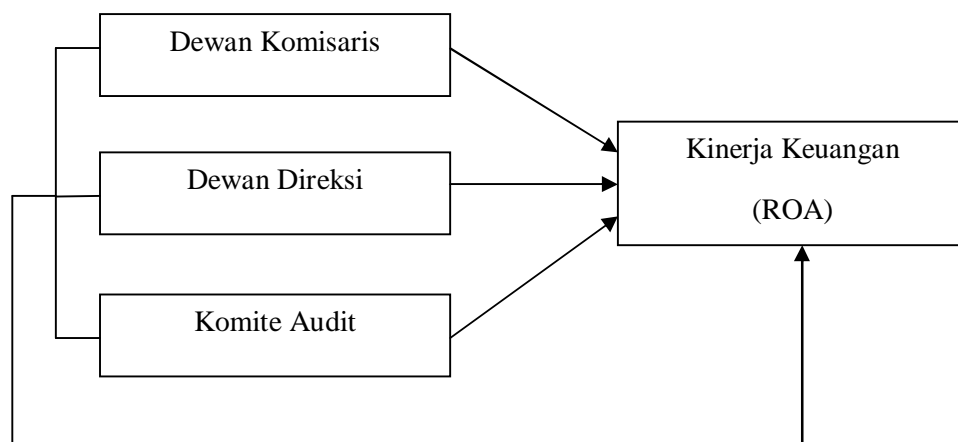 Dewan Komisaris
Dewan Direksi
Komite Audit
Kinerja Keuangan
(ROA)